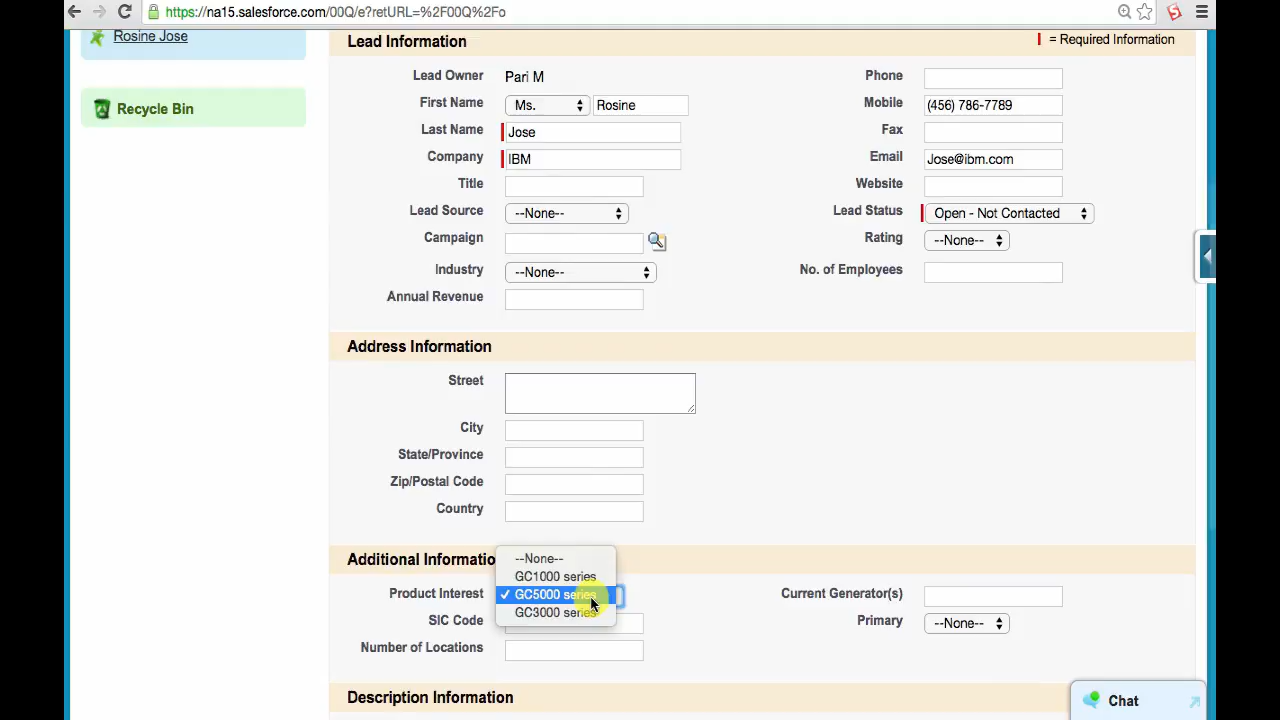 https://na15.salesforce.com/00Q/e?retURL=%2F00Q%2Fo
Rosine Jose
Recycle Bin
Lead Information
= Required Information
Lead Owner Pari M
Phone
First Name Ms. Rosine
Mobile (456) 786-7789
Last Name Jose
Fax
Company IBM
Email Jose@ibm.com
Title
Website
Lead Source --None--
Lead Status Open - Not Contacted
Campaign
Rating --None--
Industry --None--
No. of Employees
Annual Revenue
Address Information
Street
City
State/Province
Zip/Postal Code
Country
Additional Informatio
--None--
GC1000 series
Product Interest ✓ GC5000 series
Current Generator(s)
GC3000 series
SIC Code
Primary --None--
Number of Locations
Description Information
Chat